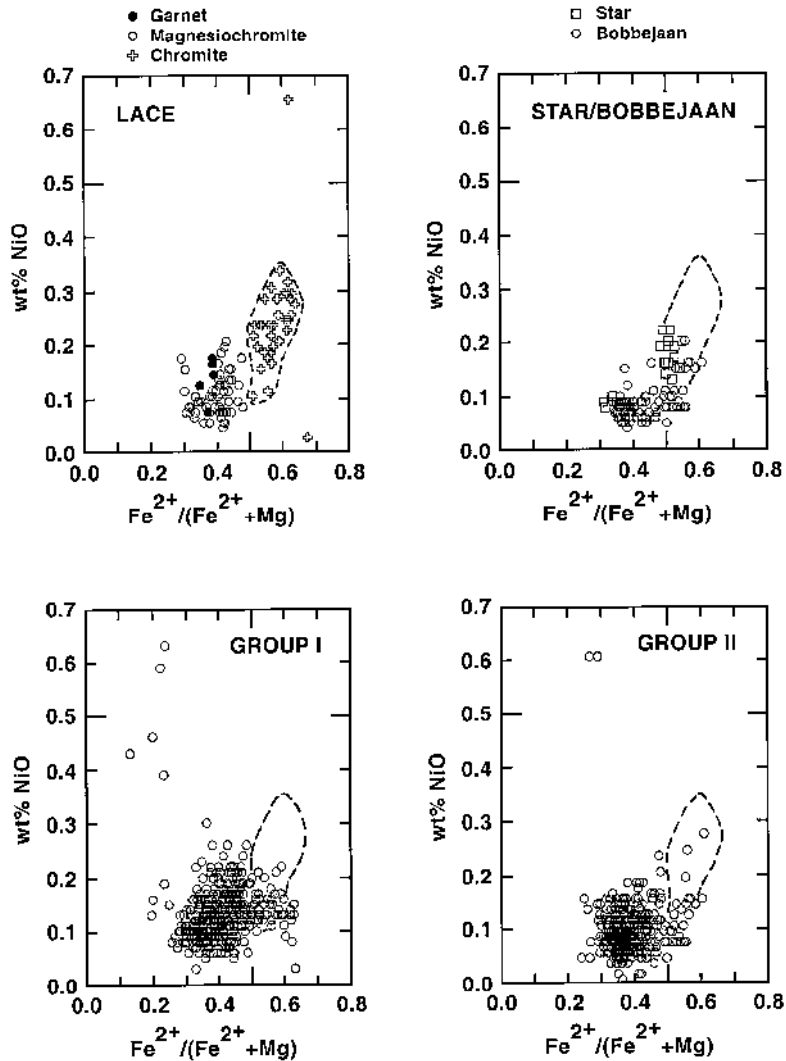 Garnet
Magnesiochromite
Chromite
Star
Bobbejaan
LACE
0.7
0.6
0.5
0.4
0.3
0.2
0.1
0.0
wt% NiO
0.0 0.2 0.4 0.6 0.8
Fe2+/(Fe2++Mg)
STAR/BOBBEJAAN
0.7
0.6
0.5
0.4
0.3
0.2
0.1
0.0
wt% NiO
0.0 0.2 0.4 0.6 0.8
Fe2+/(Fe2++Mg)
GROUP I
0.7
0.6
0.5
0.4
0.3
0.2
0.1
0.0
wt% NiO
0.0 0.2 0.4 0.6 0.8
Fe2+/(Fe2++Mg)
GROUP II
0.7
0.6
0.5
0.4
0.3
0.2
0.1
0.0
wt% NiO
0.0 0.2 0.4 0.6 0.8
Fe2+/(Fe2++Mg)